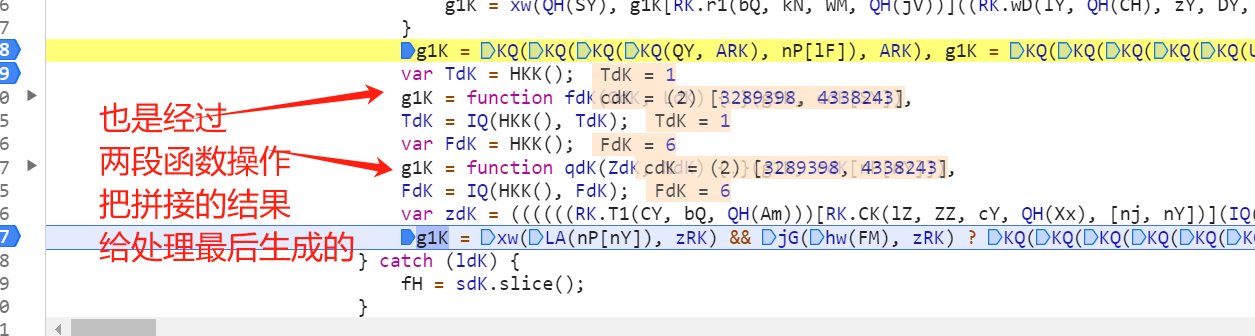 6 g1K = xw(QH(SY), g1K[RK.r1(bQ, kN, WM, QH(jV))]((RK.wD(IY, QH(CH), zY, DY,
7 }
8 g1K = KQ(KQ(KQ(KQ(QY, ARK), nP[lF]), ARK), g1K = KQ(KQ(KQ(KQ(KQ(
9 var TdK = HKK(); TdK = 1
0 g1K = function fdK cdK = (2) [3289398, 4338243],
5 TdK = IQ(HKK(), TdK); TdK = 1
6 var FdK = HKK(); FdK = 6
7 g1K = function qdK(ZdK cdK = (2) [3289398, 4338243],
5 FdK = IQ(HKK(), FdK); FdK = 6
6 var zdK = ((((((RK.T1(CY, bQ, QH(Am)))[RK.CK(lZ, ZZ, cY, QH(Xx), [nj, nY])](IQ(
7 g1K = xw(LA(nP[nY]), zRK) && jG(hw(FM), zRK) ? KQ(KQ(KQ(KQ(KQ(
8 } catch (ldK) {
9 fH = sdK.slice();
0 }
1
也是经过
两段函数操作
把拼接的结果
给处理最后生成的